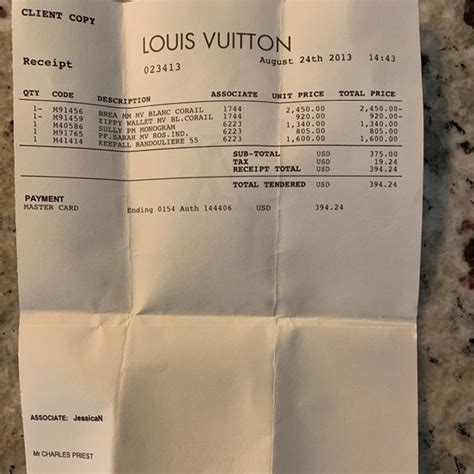 CLIENT COPY
LOUIS VUITTON
Receipt 023413 August 24th 2013 14:43
QTY CODE DESCRIPTION ASSOCIATE UNIT PRICE TOTAL PRICE
1- M91456 BREA MM MV BLANC CORAIL 1744 2,450.00 2,450.00-
1- M91459 ZIPPY WALLET MV BL.CORAIL 1744 920.00 920.00-
1 M40586 SULLY PM MONOGRAM 6223 1,340.00 1,340.00
1 M91765 PF.SARAH MV ROS.IND. 6223 805.00 805.00
1 M41414 KEEPALL BANDOULIERE 55 6223 1,600.00 1,600.00
SUB-TOTAL USD 375.00
TAX USD 19.24
RECEIPT TOTAL USD 394.24
TOTAL TENDERED USD 394.24
PAYMENT
MASTER CARD Ending 0154 Auth 144406 USD 394.24
ASSOCIATE: JessicaN
Mr CHARLES PRIEST